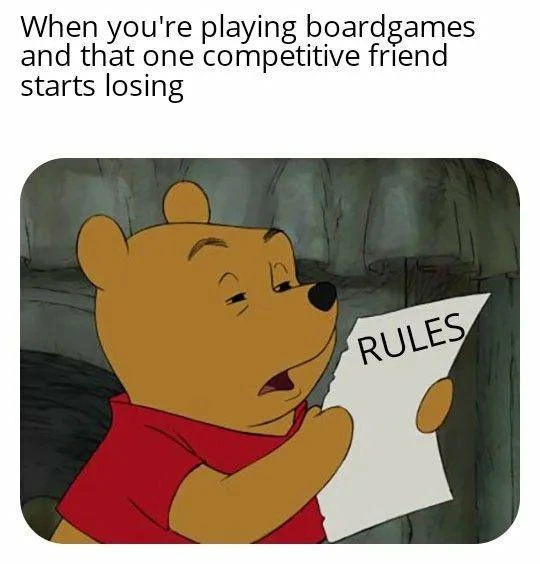 When you're playing boardgames
and that one competitive friend
starts losing
RULES